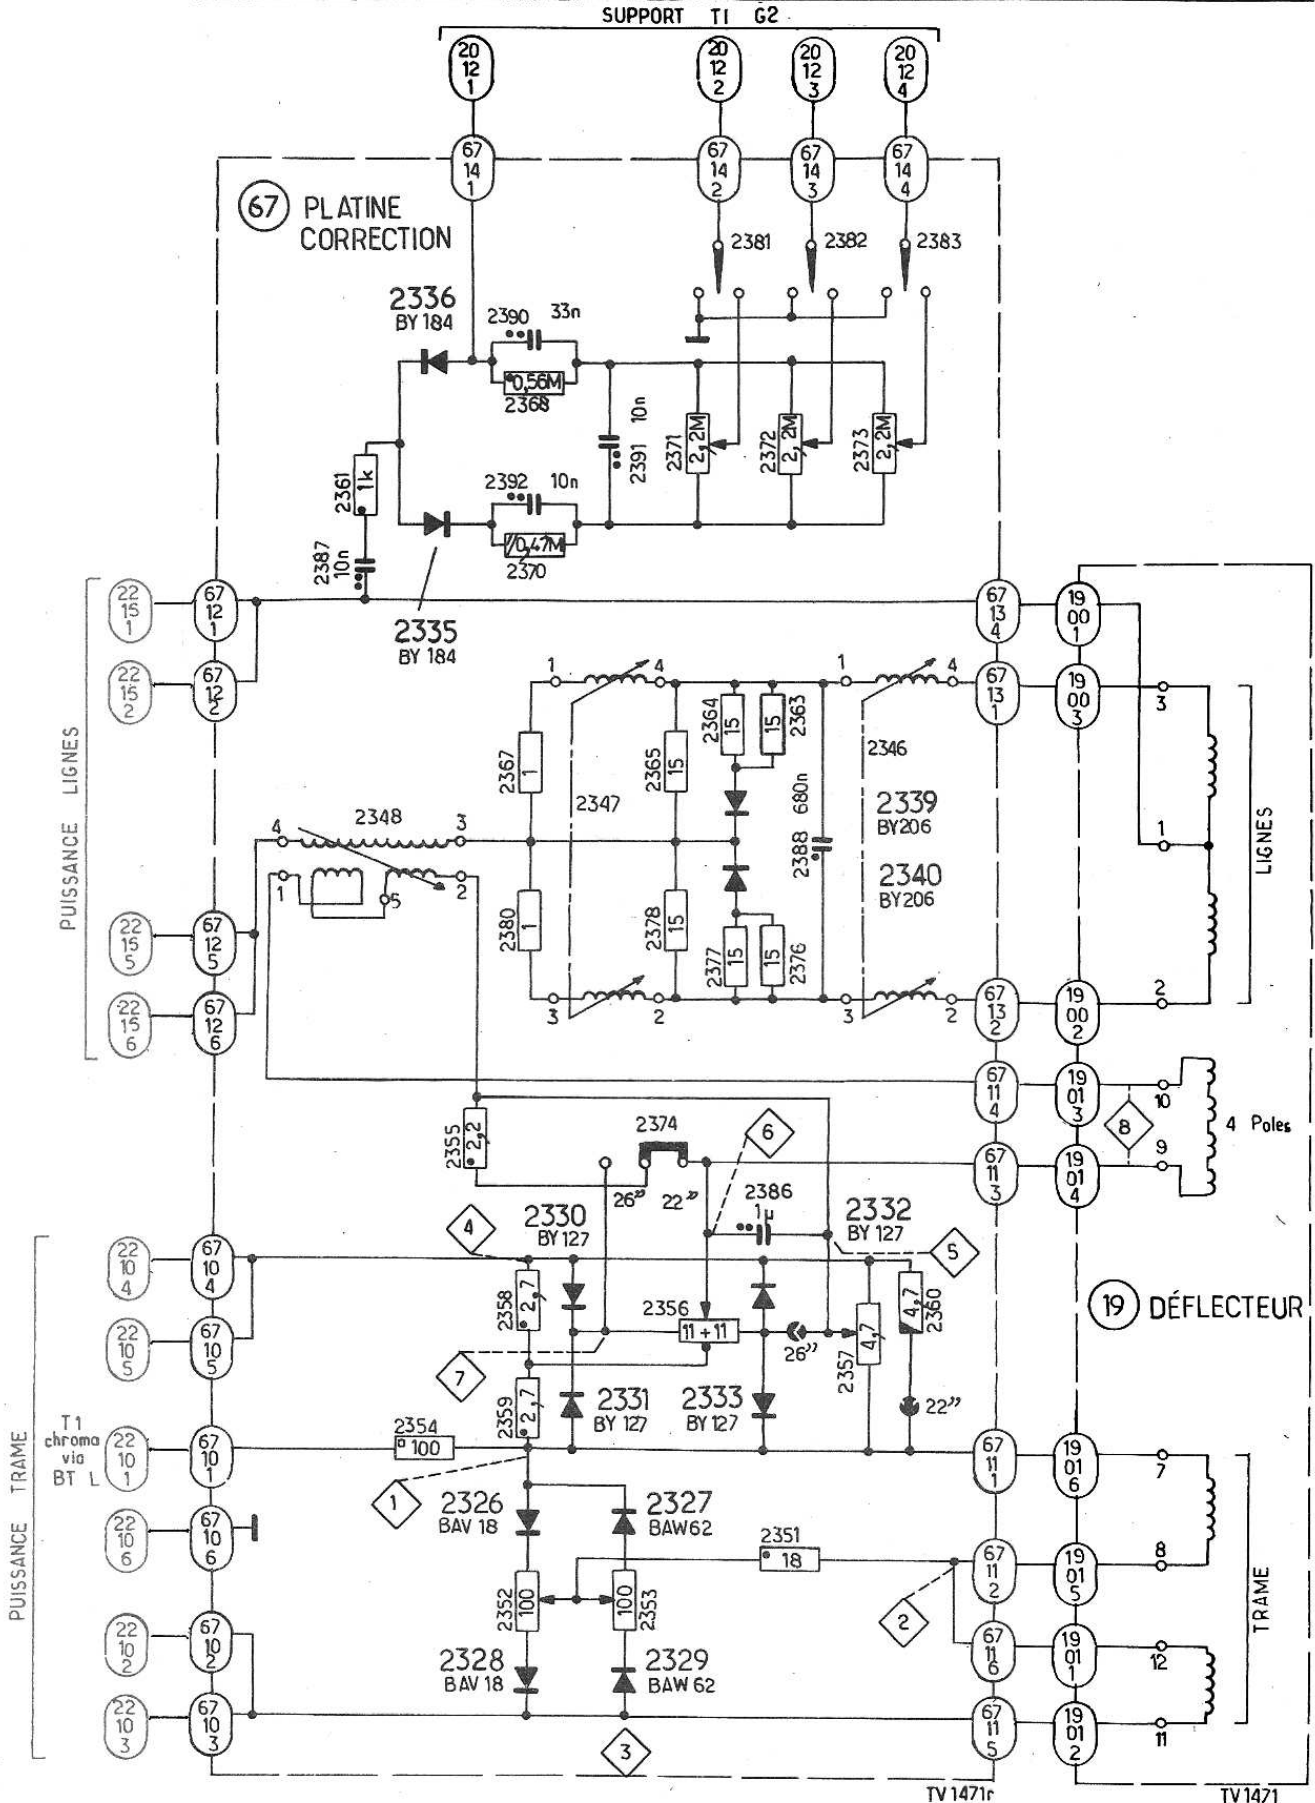 SUPPORT T1 G2
20 12 1
20 12 2
20 12 3
20 12 4
67 14 1
67 14 2
67 14 3
67 14 4
67 PLATINE
CORRECTION
2381
2382
2383
2336
BY 184
2390 33n
0,56M
2368
2391 10n
2371 2,2M
2372 2,2M
2373 2,2M
2361 1k
2392 10n
0,47M
2370
2387 10n
2335
BY 184
PUISSANCE LIGNES
22 15 1
67 12 1
67 13 4
19 00 1
22 15 2
67 12 2
1 4
1 4
67 13 1
19 00 3
3
2367 1
2365 15
2364 15
15 2363
2347
2346
680n
2388
2339
BY206
2340
BY206
1
LIGNES
4 2348 3
1 5 2
22 15 5
67 12 5
2380 1
2378 15
2377 15
15 2376
22 15 6
67 12 6
3 2
3 2
67 13 2
19 00 2
2
67 11 4
19 01 3
10
8
4 Poles
2355 2,2
2374
6
67 11 3
19 01 4
9
26" 22"
2386
1µ
4
2330
BY 127
2332
BY 127
5
PUISSANCE TRAME
22 10 4
67 10 4
2358 2,7
2356
11 + 11
26"
2357 4,7
4,7 2360
19 DÉFLECTEUR
22 10 5
67 10 5
7
2359 2,7
2331
BY 127
2333
BY 127
22"
T1
chroma
via
BT L
22 10 1
67 10 1
2354
100
67 11 1
19 01 6
7
1
2326
BAV 18
2327
BAW62
22 10 6
67 10 6
2351
18
67 11 2
19 01 5
8
2352 100
100 2353
2
TRAME
22 10 2
67 10 2
67 11 6
19 01 1
12
2328
BAV 18
2329
BAW 62
22 10 3
67 10 3
3
67 11 5
19 01 2
11
TV 1471r
TV 1471